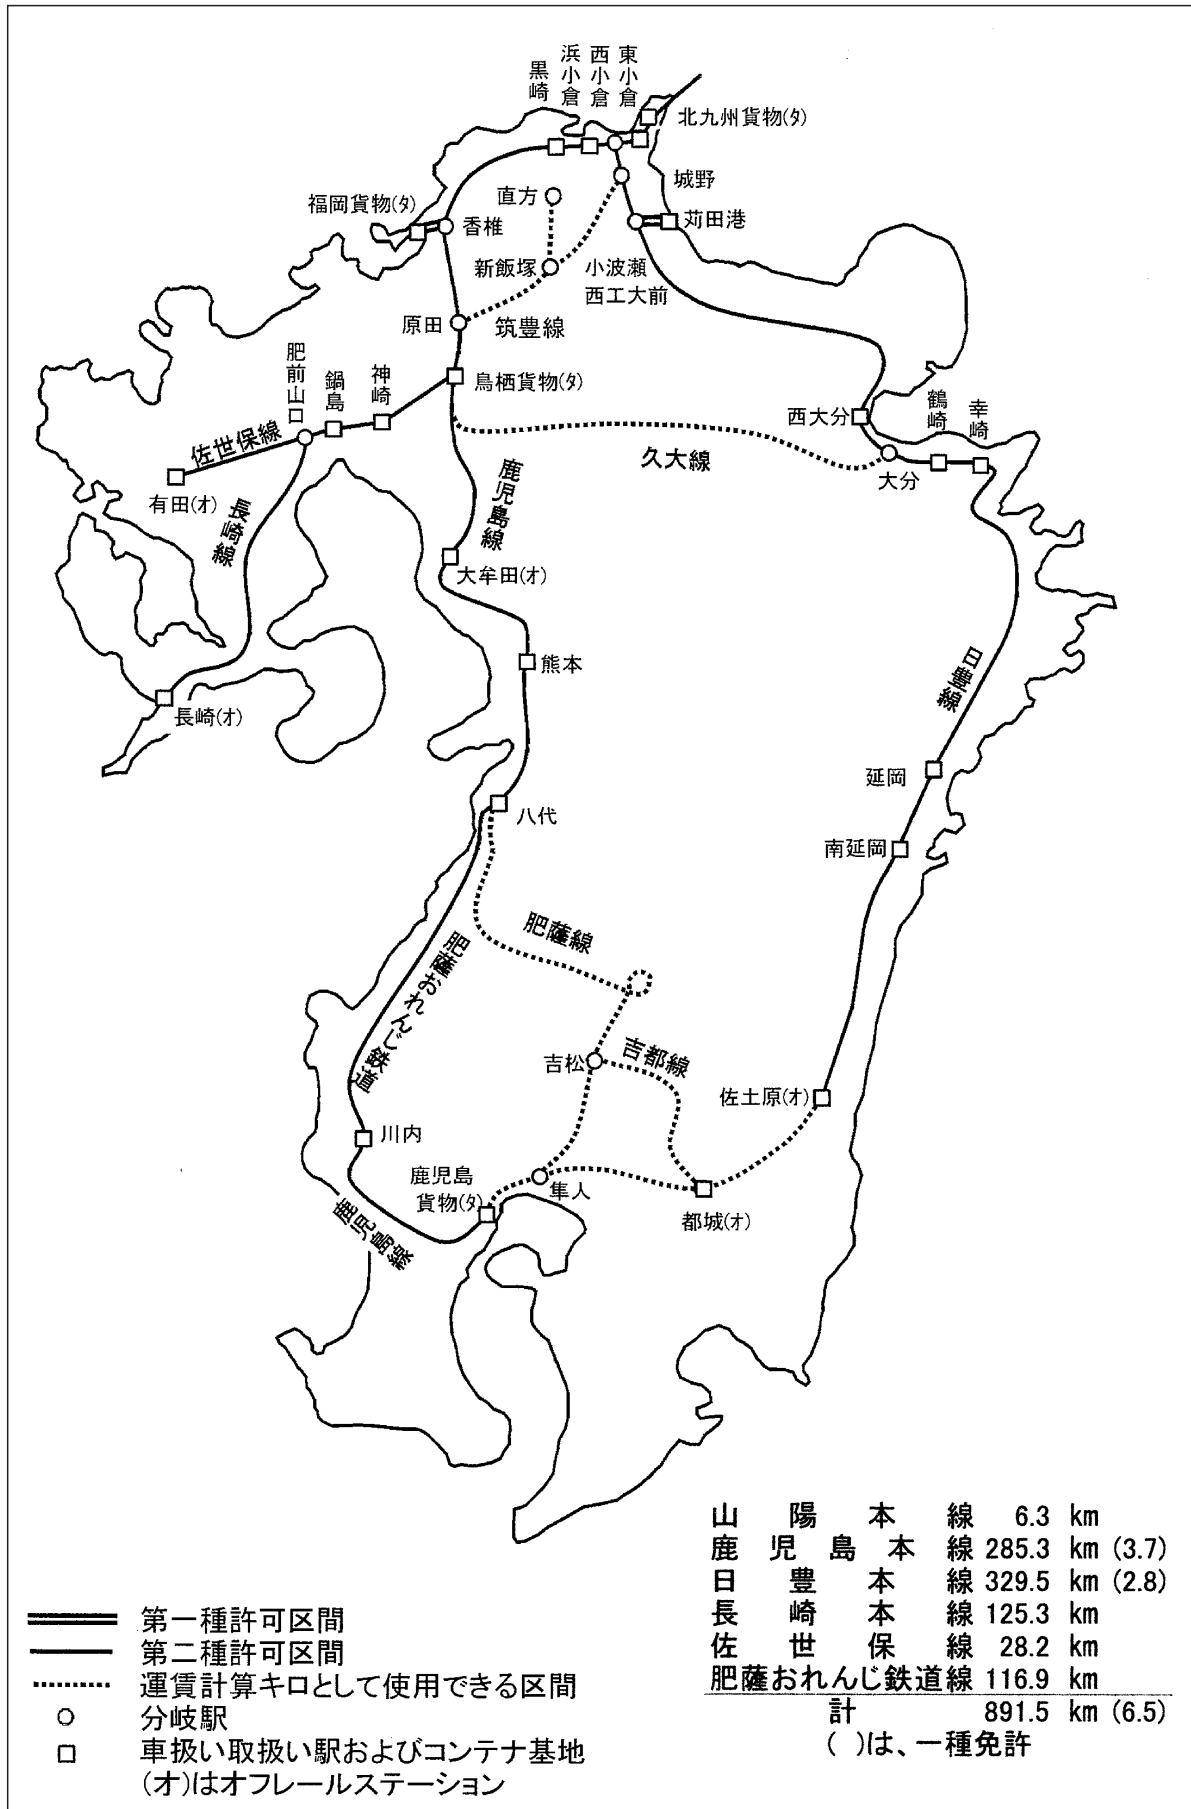 黒崎
浜小倉
西小倉
東小倉
北九州貨物(タ)
城野
直方
福岡貨物(タ)
香椎
苅田港
新飯塚
小波瀬
西工大前
原田
筑豊線
肥前山口
鍋島
神崎
鳥栖貨物(タ)
西大分
鶴崎
幸崎
佐世保線
久大線
大分
有田(オ)
長崎線
鹿児島線
大牟田(オ)
熊本
日豊線
長崎(オ)
延岡
八代
南延岡
肥薩線
肥薩おれんじ鉄道
吉松
吉都線
佐土原(オ)
川内
鹿児島
貨物(タ)
隼人
都城(オ)
鹿児島線
山陽本線 6.3 km
鹿児島本線 285.3 km (3.7)
日豊本線 329.5 km (2.8)
長崎本線 125.3 km
佐世保線 28.2 km
肥薩おれんじ鉄道線 116.9 km
計 891.5 km (6.5)
( )は、一種免許
第一種許可区間
第二種許可区間
運賃計算キロとして使用できる区間
分岐駅
車扱い取扱い駅およびコンテナ基地
(オ)はオフレールステーション